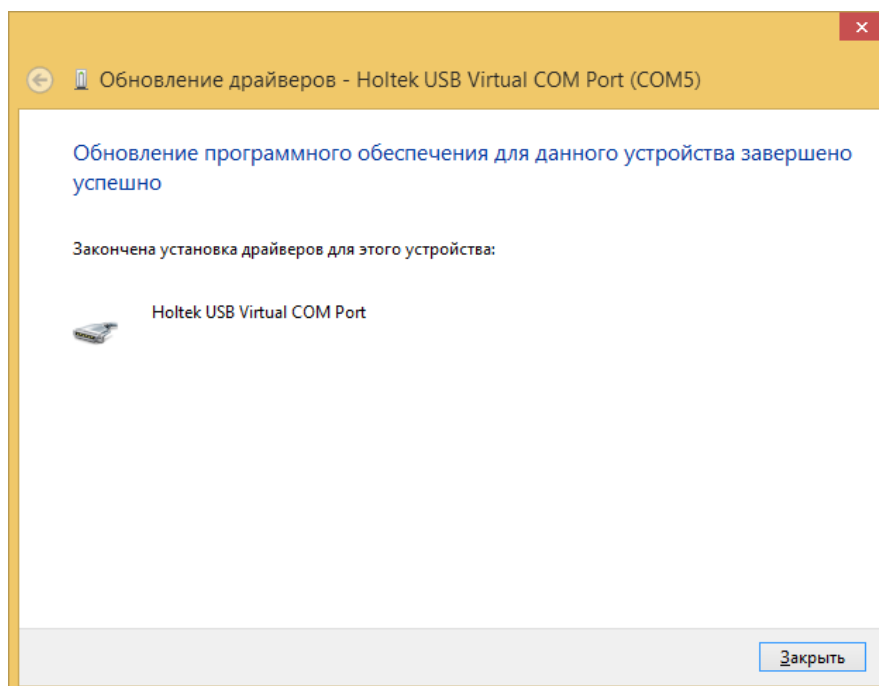 Обновление драйверов - Holtek USB Virtual COM Port (COM5)
Обновление программного обеспечения для данного устройства завершено
успешно
Закончена установка драйверов для этого устройства:
Holtek USB Virtual COM Port
Закрыть